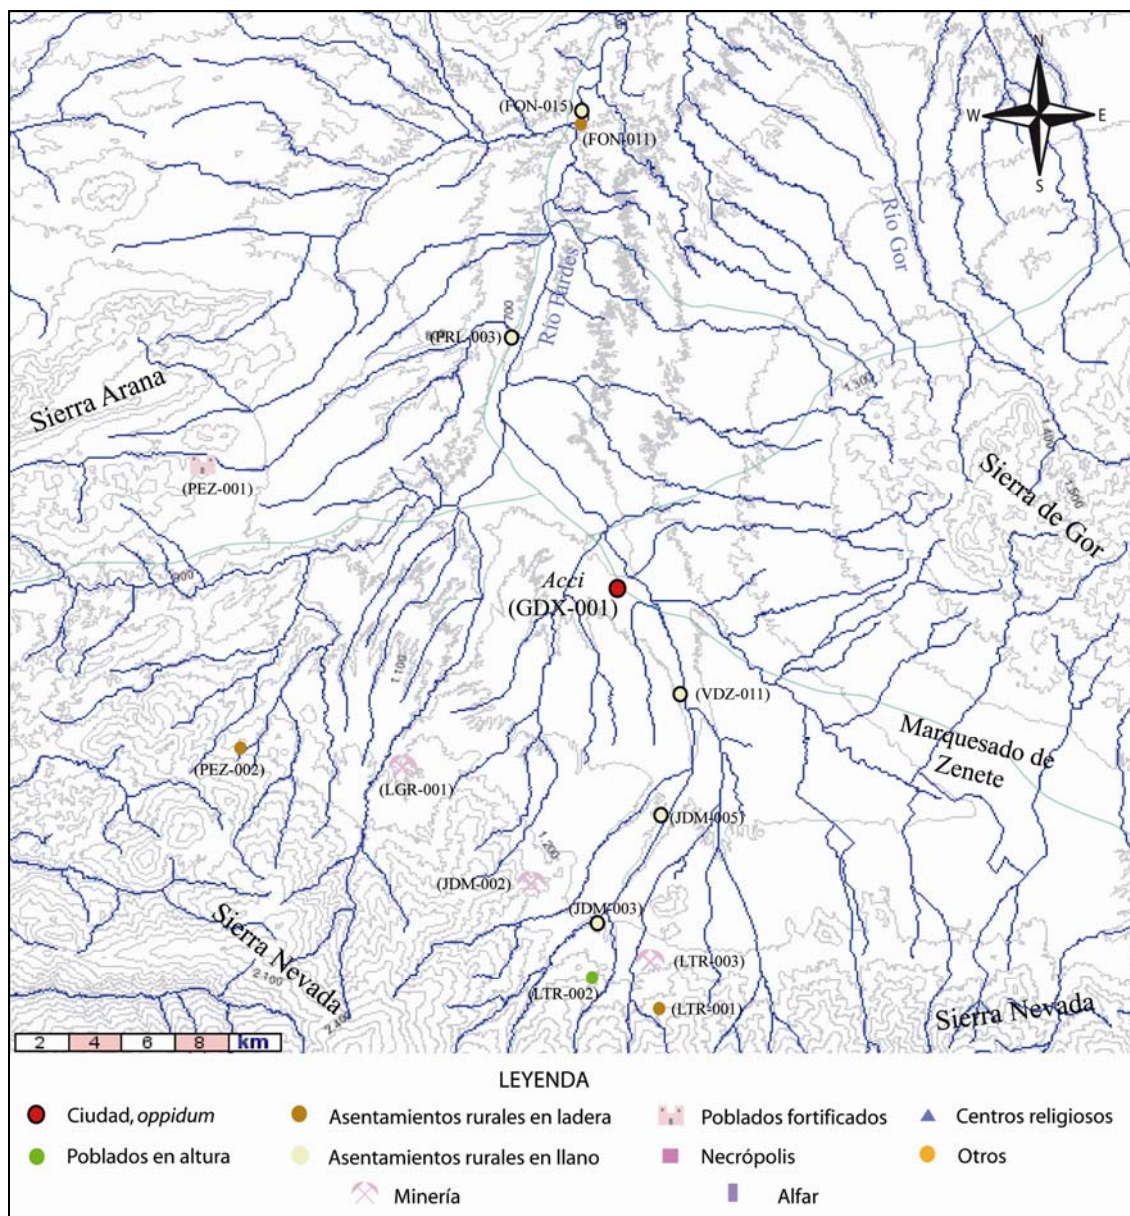 N
W E
S
(FON-015)
(FON-011)
Río Gor
Río Fardes
700
(PRL-003)
1.300
Sierra Arana
1.400
1.500
Sierra de Gor
(PEZ-001)
900
Acci
(GDX-001)
1.100
(VDZ-011)
Marquesado de
Zenete
(PEZ-002)
(LGR-001)
(JDM-005)
1.200
(JDM-002)
(JDM-003)
Sierra Nevada
2.100
(LTR-003)
(LTR-002)
(LTR-001)
Sierra Nevada
2 4 6 8 km
LEYENDA
Ciudad, oppidum Asentamientos rurales en ladera Poblados fortificados Centros religiosos
Poblados en altura Asentamientos rurales en llano Necrópolis Otros
Minería Alfar